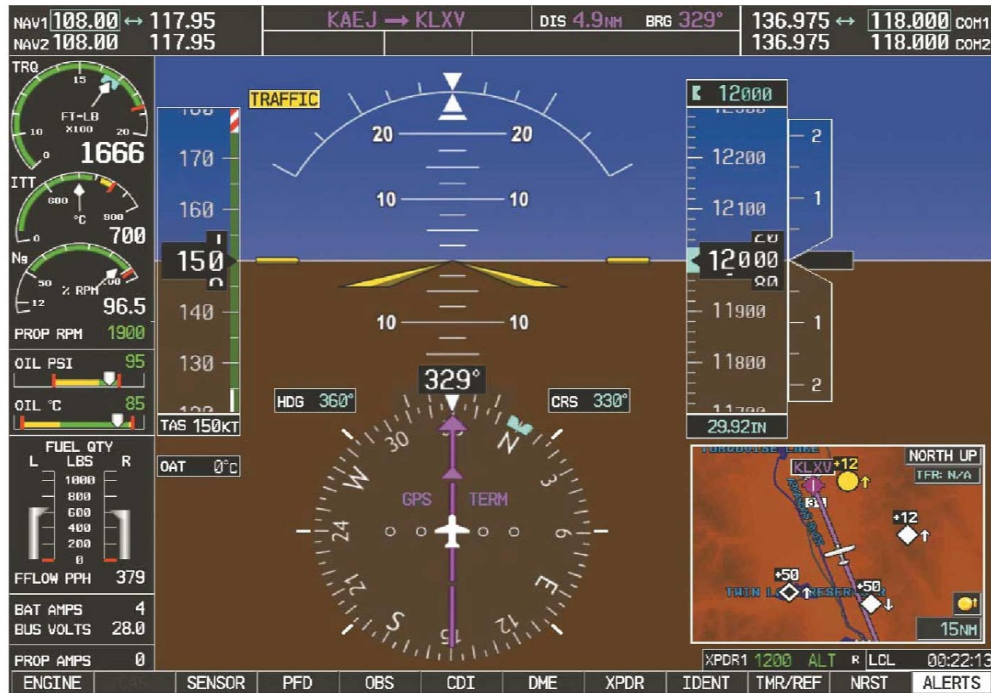 NAV1 108.00 ↔ 117.95
NAV2 108.00 117.95
KAEJ → KLXV
DIS 4.9NM BRG 329°
136.975 ↔ 118.000 COM1
136.975 118.000 COM2
TRQ
15
FT-LB
X100
10 20
0
1666
ITT
600
°C 900
0
700
Ng
50 100
% RPM
12
96.5
PROP RPM 1900
OIL PSI 95
OIL °C 85
FUEL QTY
L LBS R
1000
800
600
400
200
0
FFLOW PPH 379
BAT AMPS 4
BUS VOLTS 28.0
PROP AMPS 0
TRAFFIC
170
160
150
140
130
TAS 150KT
OAT 0°C
20 20
10 10
10 10
12000
12200
12100
20
12000
80
11900
11800
29.92IN
2
1
1
2
329°
HDG 360°
CRS 330°
N
3
6
E
12
15
S
21
24
W
30
GPS TERM
NORTH UP
TFR: N/A
KLXV
+12
+12
+50
+50
15NM
XPDR1 1200 ALT R LCL 00:22:13
ENGINE SENSOR PFD OBS CDI DME XPDR IDENT TMR/REF NRST ALERTS